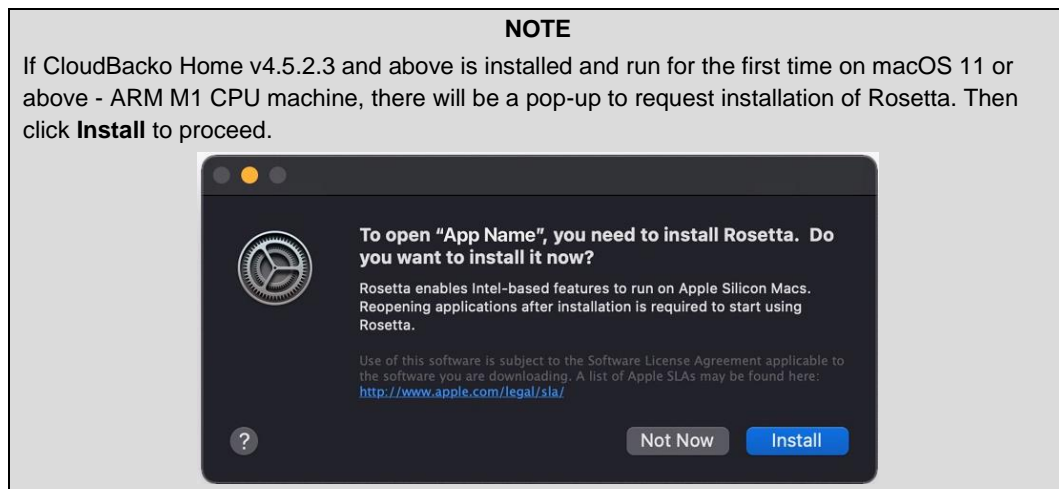 NOTE
If CloudBacko Home v4.5.2.3 and above is installed and run for the first time on macOS 11 or
above - ARM M1 CPU machine, there will be a pop-up to request installation of Rosetta. Then
click Install to proceed.
To open “App Name”, you need to install Rosetta. Do
you want to install it now?
Rosetta enables Intel-based features to run on Apple Silicon Macs.
Reopening applications after installation is required to start using
Rosetta.
Use of this software is subject to the Software License Agreement applicable to
the software you are downloading. A list of Apple SLAs may be found here:
http://www.apple.com/legal/sla/
?
Not Now
Install